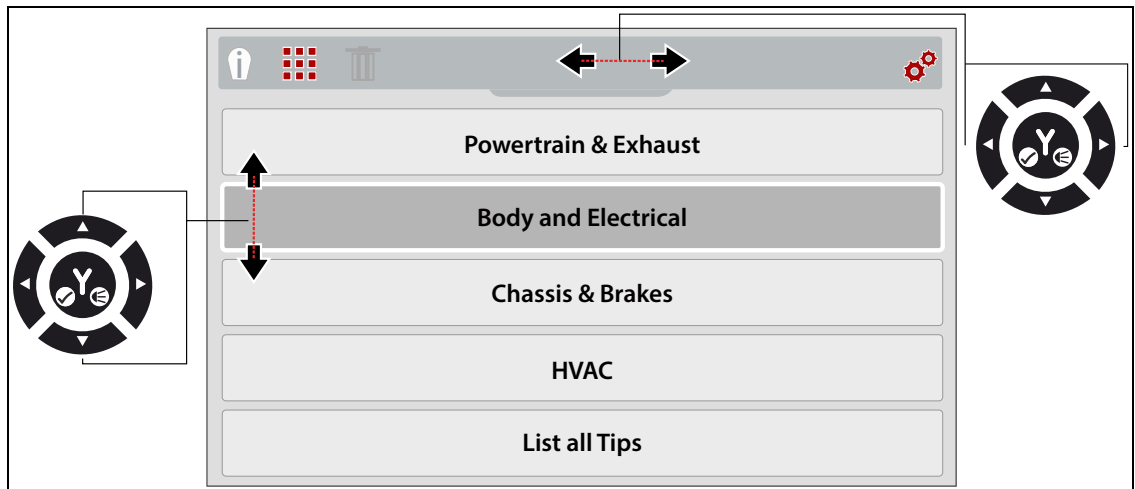 Powertrain & Exhaust
Body and Electrical
Chassis & Brakes
HVAC
List all Tips
Y
Y